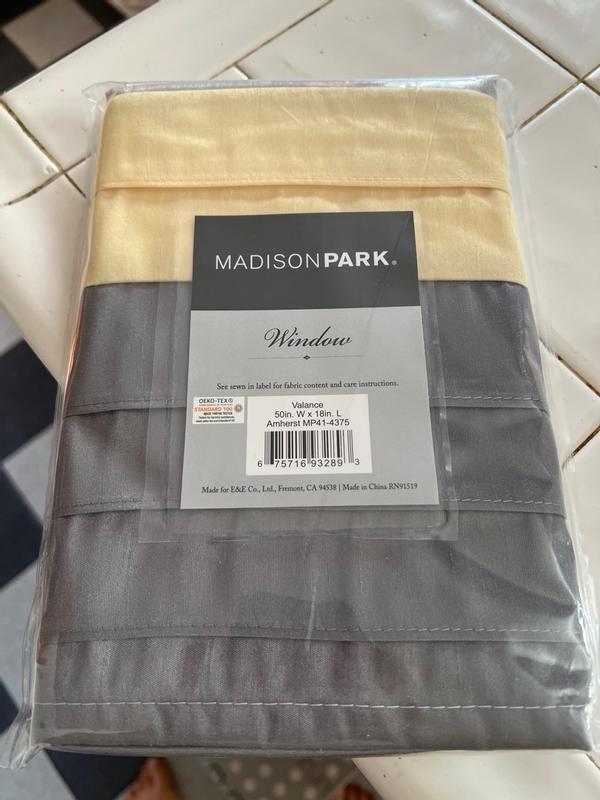 MADISONPARK®
Window
See sewn in label for fabric content and care instructions.
OEKO-TEX®
STANDARD 100
Valance
50in. W x 18in. L
Amherst MP41-4375
6 75716 93289 3
Made for E&E Co., Ltd., Fremont, CA 94538 | Made in China RN91519